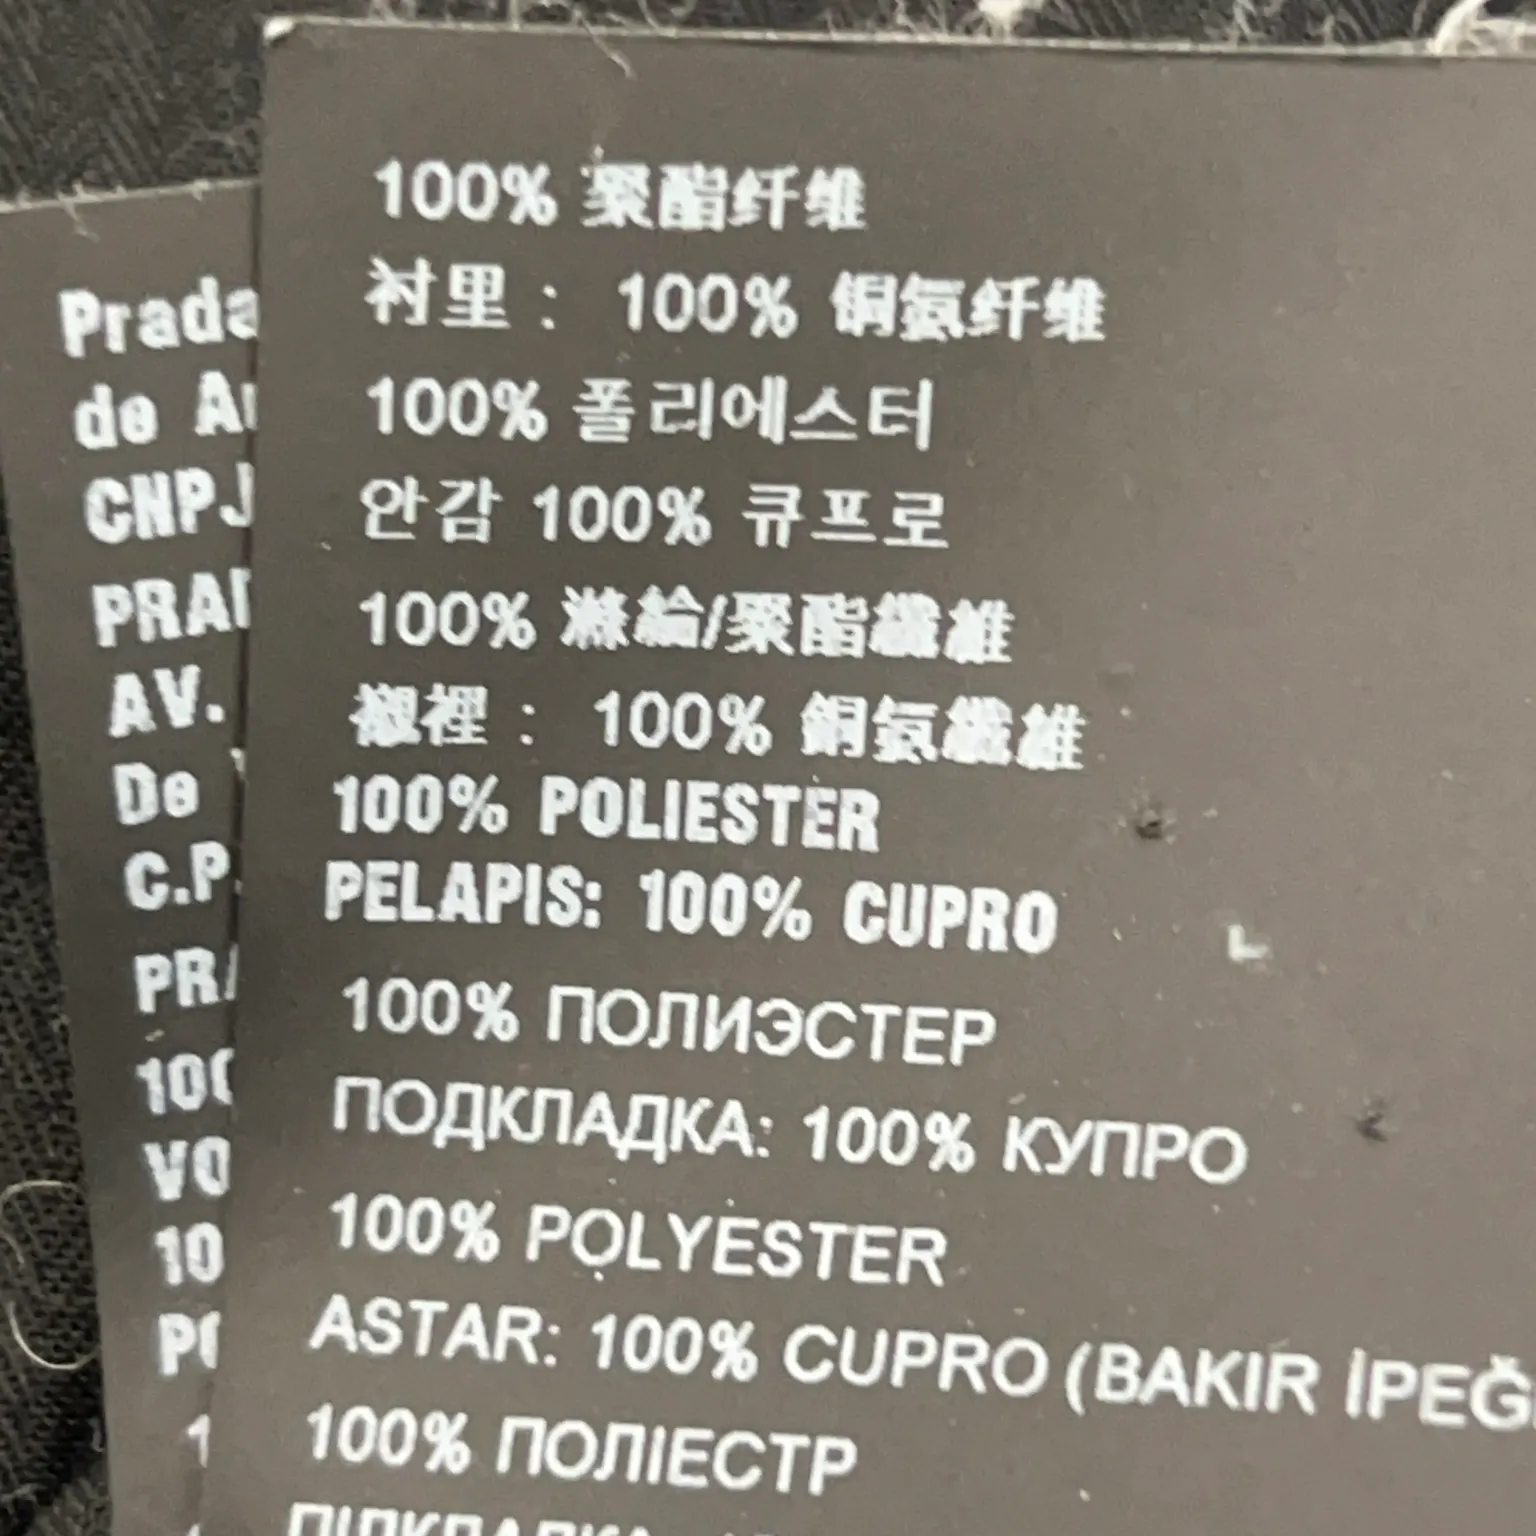 100% 聚酯纤维
衬里： 100% 铜氨纤维
100% 폴리에스터
안감 100% 큐프로
100% 滌綸/聚酯纖維
襯裡： 100% 銅氨纖維
100% POLIESTER
PELAPIS: 100% CUPRO
100% ПОЛИЭСТЕР
ПОДКЛАДКА: 100% КУПРО
100% POLYESTER
ASTAR: 100% CUPRO (BAKIR İPEĞ
100% ПОЛІЕСТР
ПІДКЛАДКА:
Prada
de
CNPJ
PRAD
AV.
De
C.P.
PRA
100
VO
10